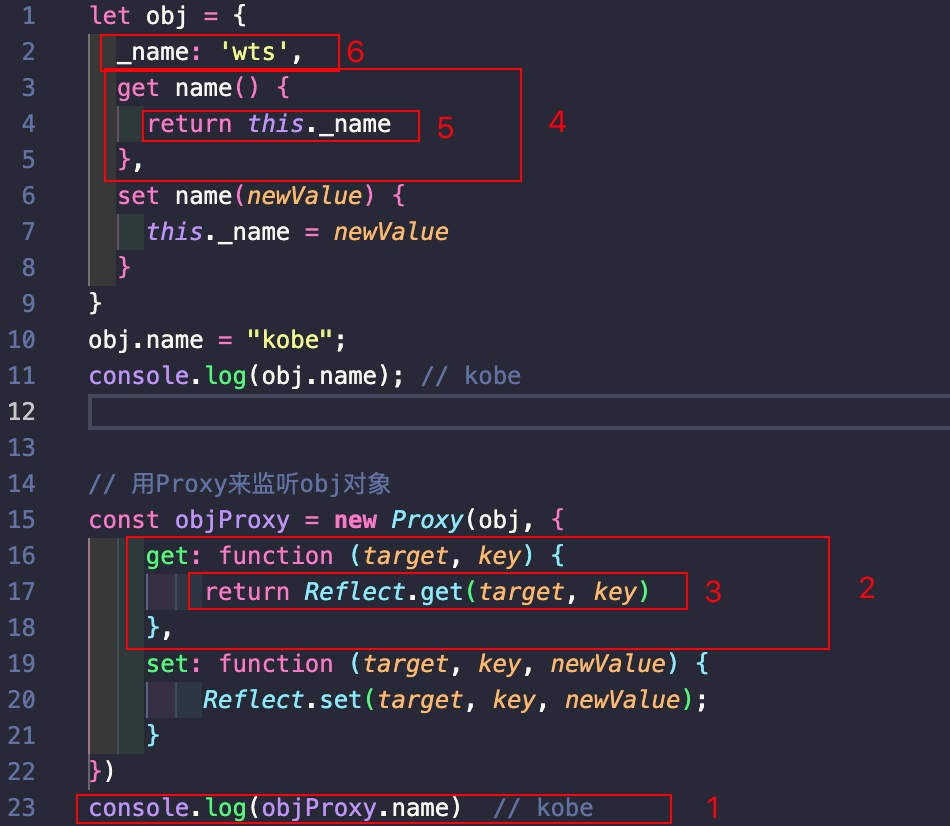 1 let obj = {
2 _name: 'wts', 6
3 get name() {
4 return this._name 5 4
5 },
6 set name(newValue) {
7 this._name = newValue
8 }
9 }
10 obj.name = "kobe";
11 console.log(obj.name); // kobe
12
13
14 // 用Proxy来监听obj对象
15 const objProxy = new Proxy(obj, {
16 get: function (target, key) {
17 return Reflect.get(target, key) 3 2
18 },
19 set: function (target, key, newValue) {
20 Reflect.set(target, key, newValue);
21 }
22 })
23 console.log(objProxy.name) // kobe 1